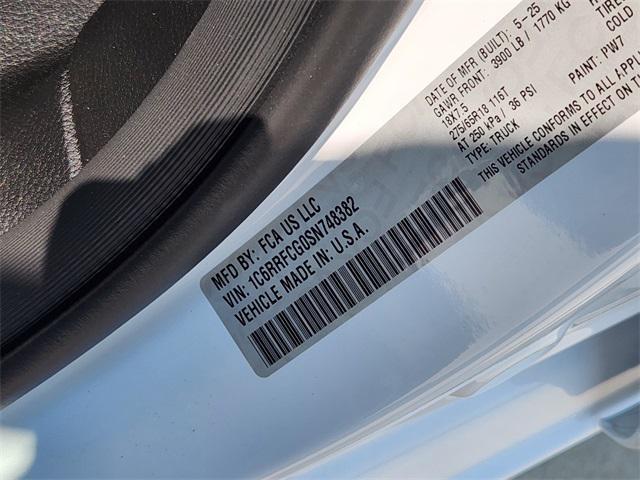 MFD BY: FCA US LLC
VIN: 1C6RRFCG0SN748382
VEHICLE MADE IN: U.S.A.
DATE OF MFR (BUILT): 5-25
GAWR FRONT: 3900 LB / 1770 KG
18X7.5
275/65R18 116T
AT 250 kPa / 36 PSI
TYPE: TRUCK
THIS VEHICLE CONFORMS TO ALL APPL
STANDARDS IN EFFECT ON
COLD
PAINT: PW7